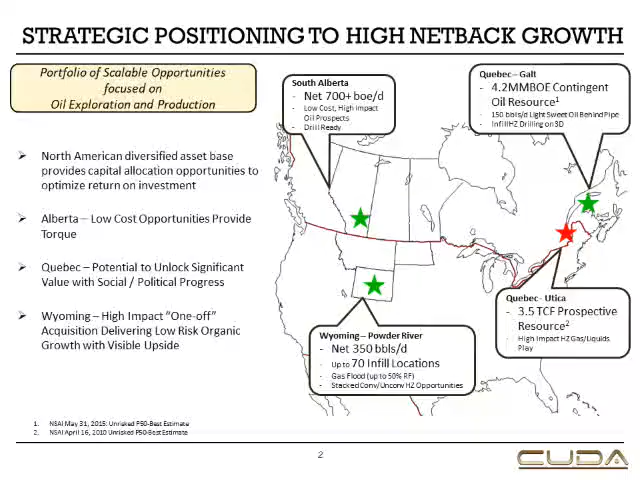 STRATEGIC POSITIONING TO HIGH NETBACK GROWTH
Portfolio of Scalable Opportunities
focused on
Oil Exploration and Production
➢ North American diversified asset base
provides capital allocation opportunities to
optimize return on investment
➢ Alberta – Low Cost Opportunities Provide
Torque
➢ Quebec – Potential to Unlock Significant
Value with Social / Political Progress
➢ Wyoming – High Impact "One-off"
Acquisition Delivering Low Risk Organic
Growth with Visible Upside
South Alberta
- Net 700+ boe/d
- Low Cost, High Impact
Oil Prospects
- Drill Ready
Quebec – Galt
- 4.2MMBOE Contingent
Oil Resource1
- 150 bbls/d Light Sweet Oil Behind Pipe
- Infill HZ Drilling on 3D
Quebec - Utica
- 3.5 TCF Prospective
Resource2
- High Impact HZ Gas/Liquids
Play
Wyoming – Powder River
- Net 350 bbls/d
- Up to 70 Infill Locations
- Gas Flood (up to 50% RF)
- Stacked Conv/Unconv HZ Opportunities
1. NSAI May 31, 2015: Unrisked P50-Best Estimate
2. NSAI April 16, 2010 Unrisked P50-Best Estimate
2
CUDA